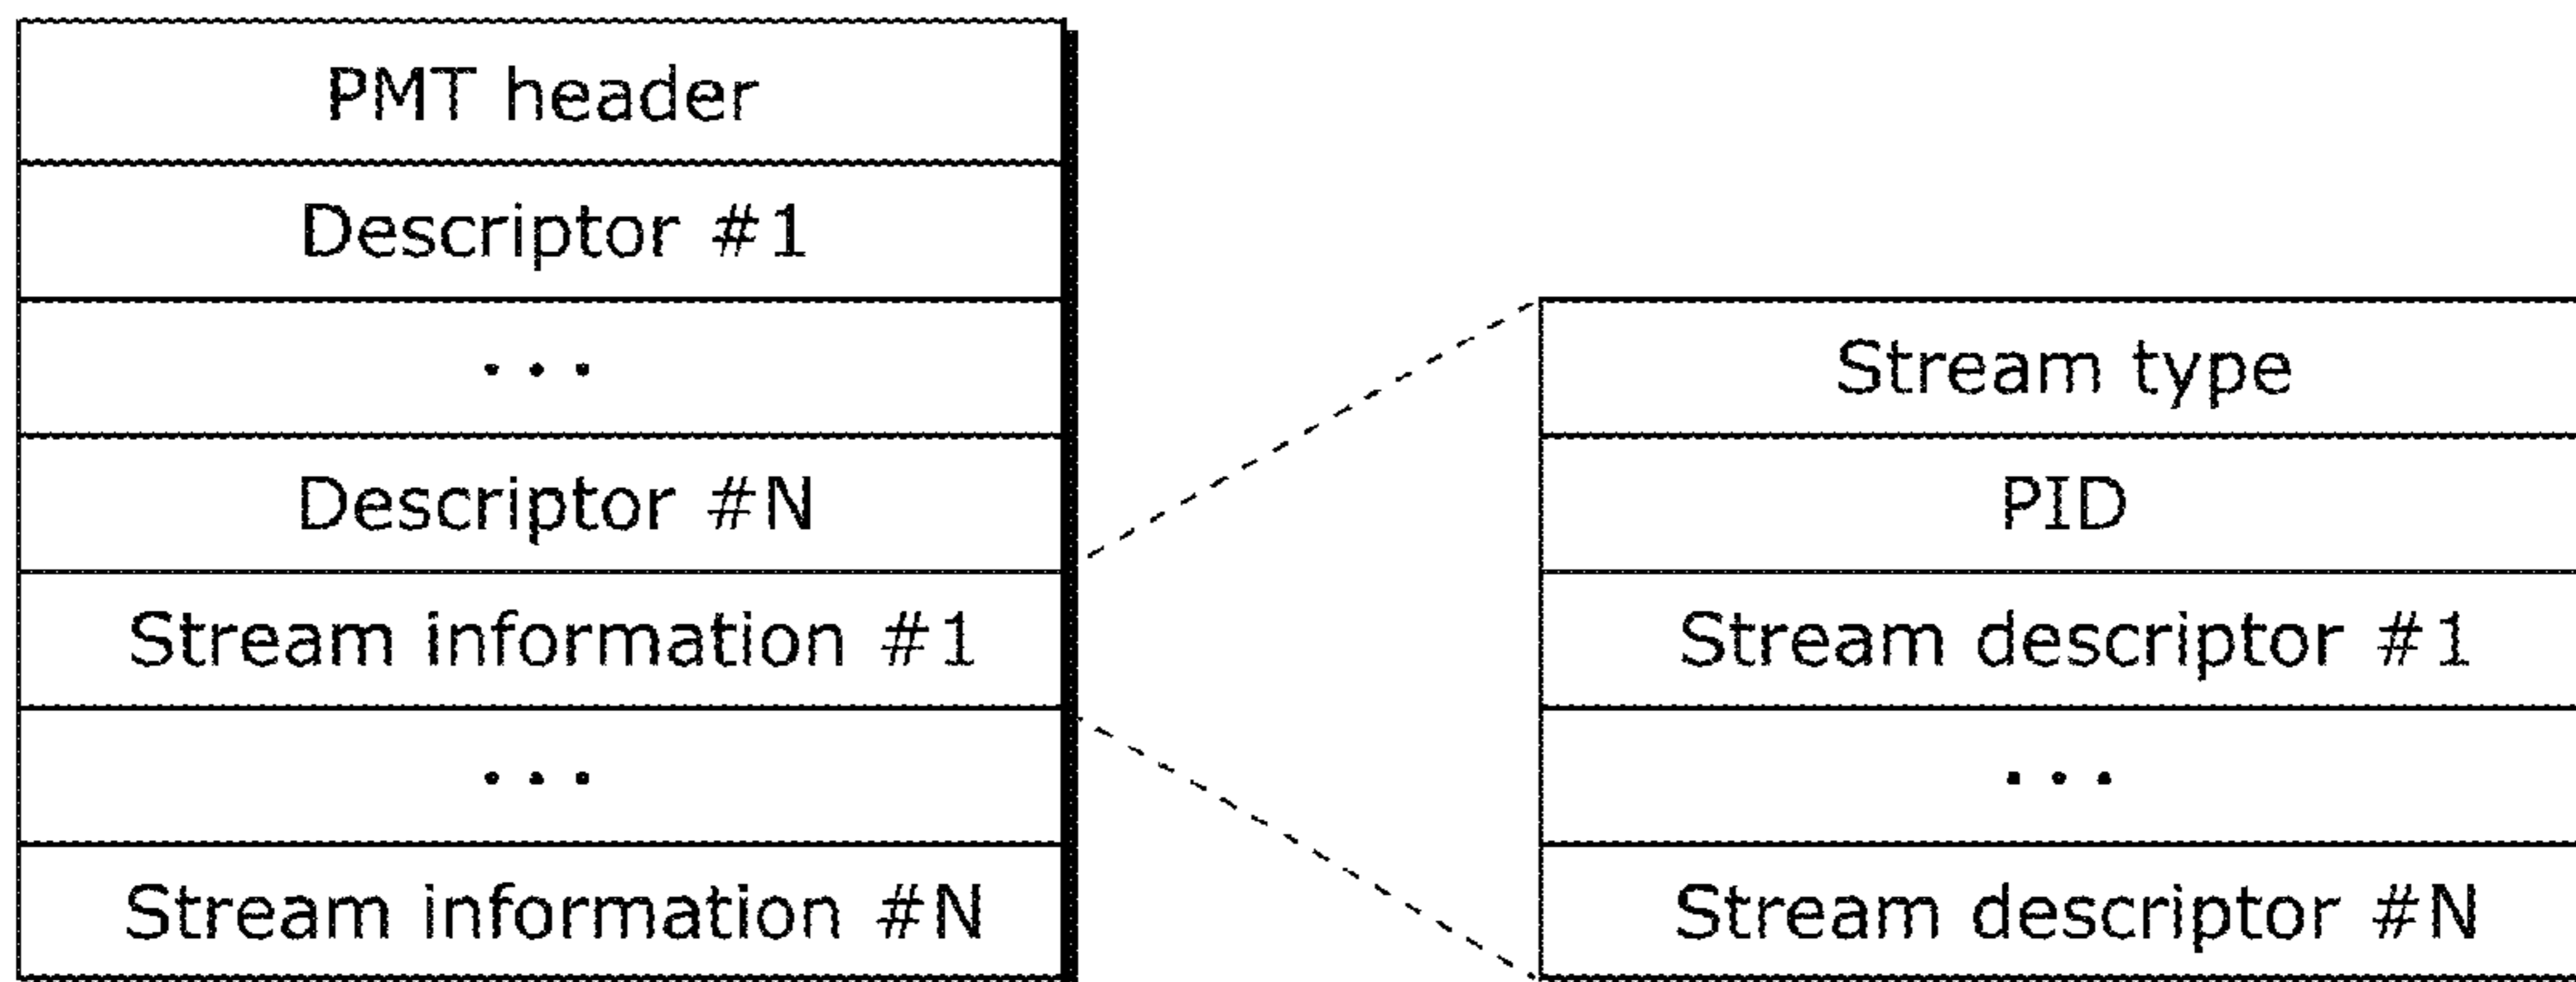 PMT header
Descriptor #1
...
Descriptor #N
Stream information #1
...
Stream information #N
Stream type
PID
Stream descriptor #1
...
Stream descriptor #N